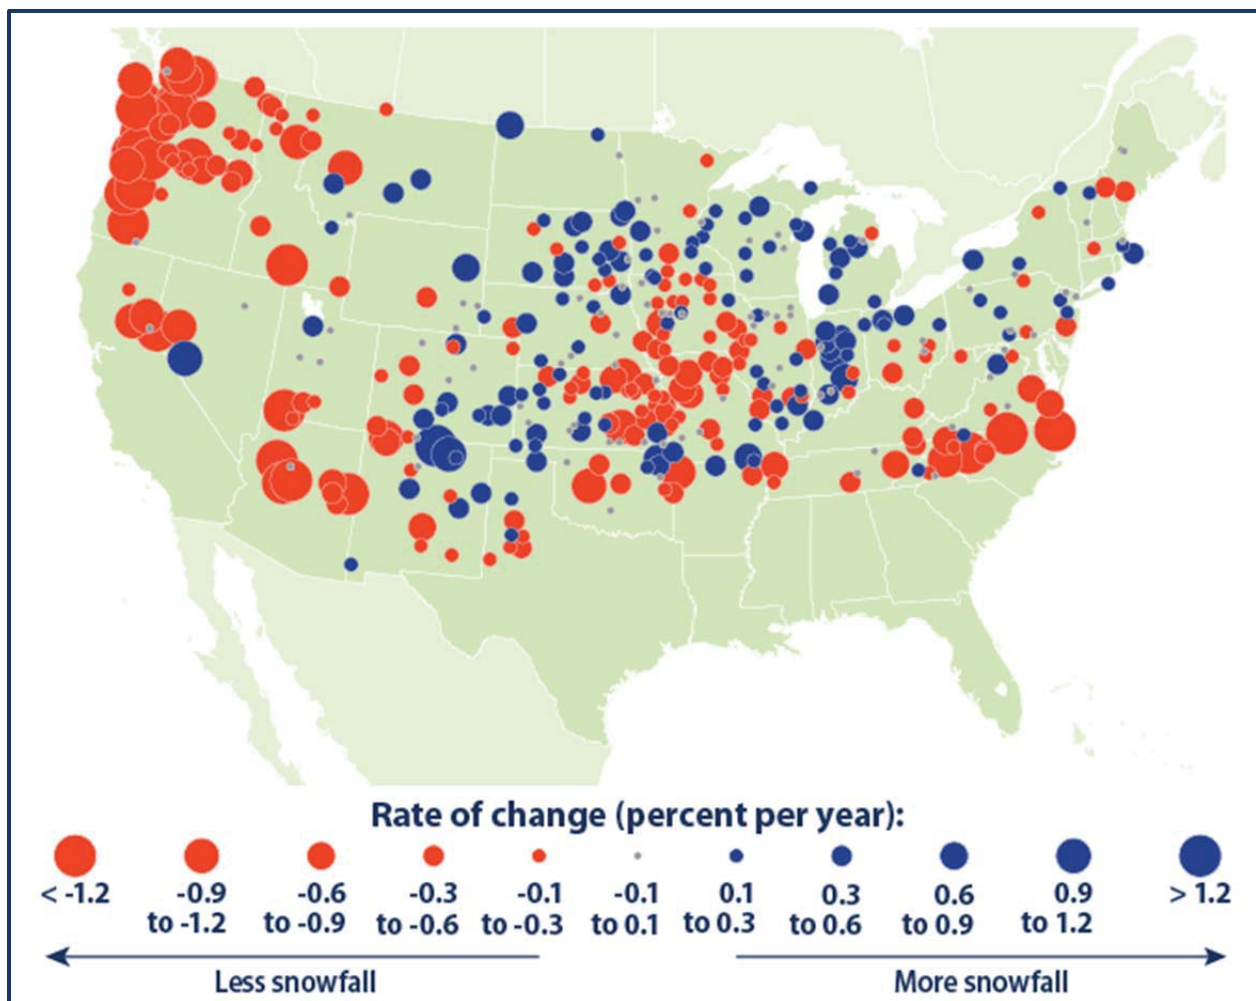 Rate of change (percent per year):
< -1.2 -0.9 -0.6 -0.3 -0.1 -0.1 0.1 0.3 0.6 0.9 > 1.2
to -1.2 to -0.9 to -0.6 to -0.3 to 0.1 to 0.3 to 0.6 to 0.9 to 1.2
Less snowfall More snowfall